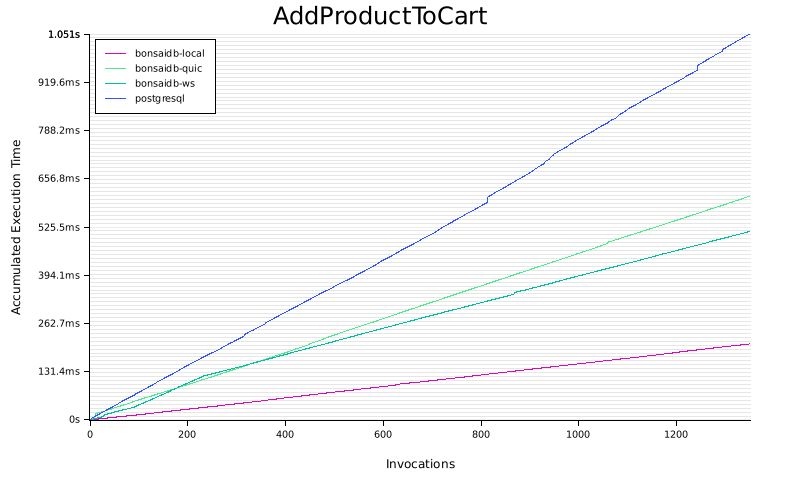 AddProductToCart
1.051s
919.6ms
788.2ms
656.8ms
525.5ms
394.1ms
262.7ms
131.4ms
0s
bonsaidb-local
bonsaidb-quic
bonsaidb-ws
postgresql
Accumulated Execution Time
0 200 400 600 800 1000 1200
Invocations